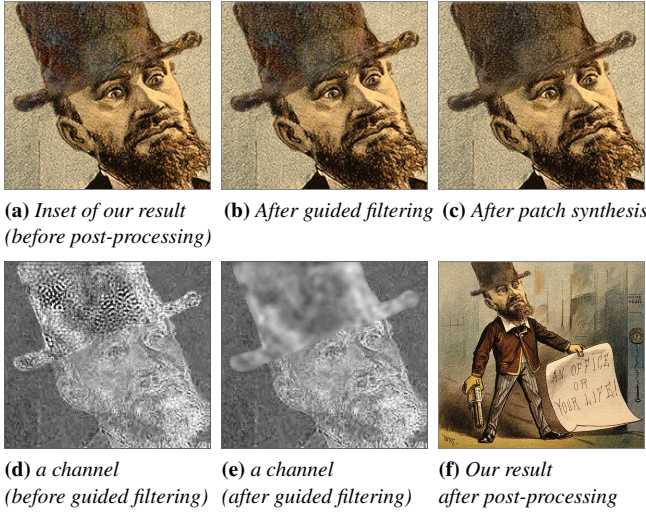 (a) Inset of our result
(before post-processing)
(b) After guided filtering
(c) After patch synthesis
(d) a channel
(before guided filtering)
(e) a channel
(after guided filtering)
AN OFFICE
OR
YOUR LIFE!
(f) Our result
after post-processing